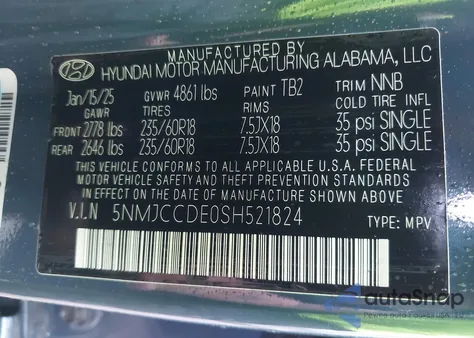 MANUFACTURED BY
HYUNDAI MOTOR MANUFACTURING ALABAMA, LLC
Jan/15/25 GVWR 4861 lbs PAINT TB2 TRIM NNB
GAWR TIRES RIMS COLD TIRE INFL
FRONT 2778 lbs 235/60R18 7.5JX18 35 psi SINGLE
REAR 2646 lbs 235/60R18 7.5JX18 35 psi SINGLE
THIS VEHICLE CONFORMS TO ALL APPLICABLE U.S.A. FEDERAL
MOTOR VEHICLE SAFETY, BUMPER, AND THEFT PREVENTION
STANDARDS IN EFFECT ON THE DATE OF MANUFACTURE SHOWN ABOVE.
V.I.N 5NMJCCDE0SH521824 TYPE: MPV
autoSnap